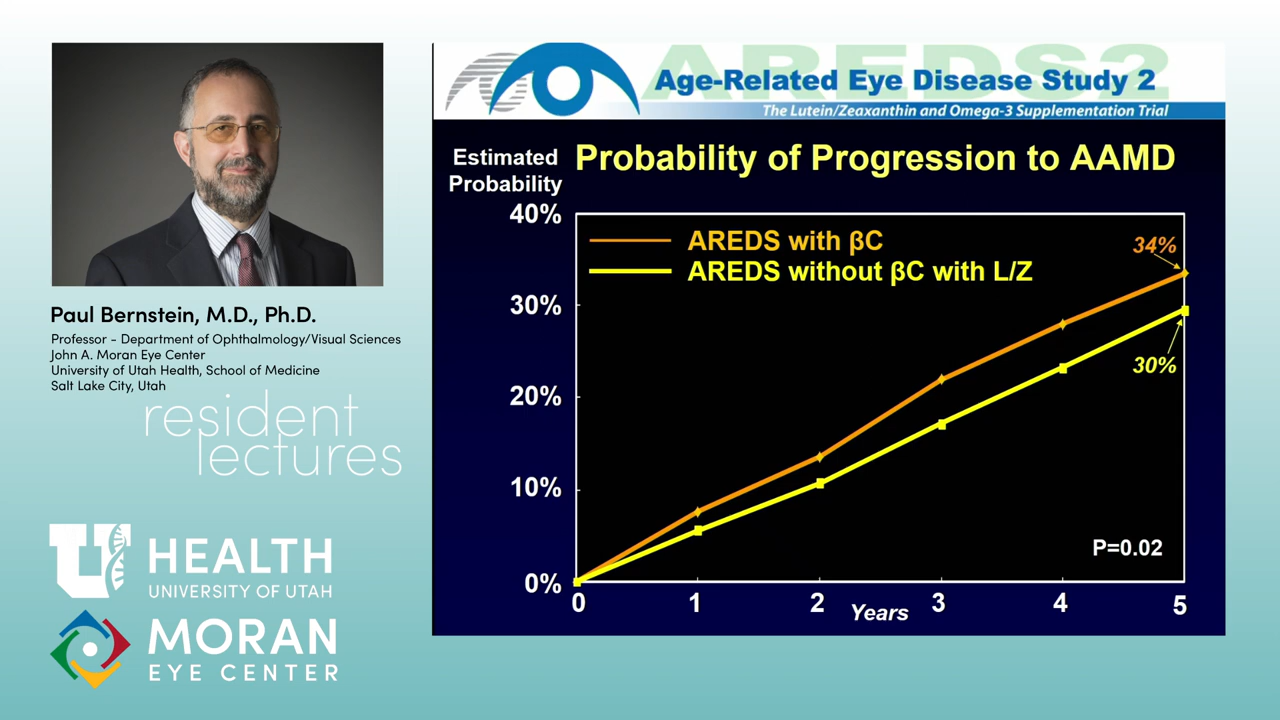 Paul Bernstein, M.D., Ph.D.
Professor - Department of Ophthalmology/Visual Sciences
John A. Moran Eye Center
University of Utah Health, School of Medicine
Salt Lake City, Utah
resident
lectures
U HEALTH
UNIVERSITY OF UTAH
MORAN
EYE CENTER
AREDS2
Age-Related Eye Disease Study 2
The Lutein/Zeaxanthin and Omega-3 Supplementation Trial
Estimated
Probability
Probability of Progression to AAMD
40%
30%
20%
10%
0%
AREDS with βC
AREDS without βC with L/Z
34%
30%
P=0.02
0 1 2 3 4 5
Years